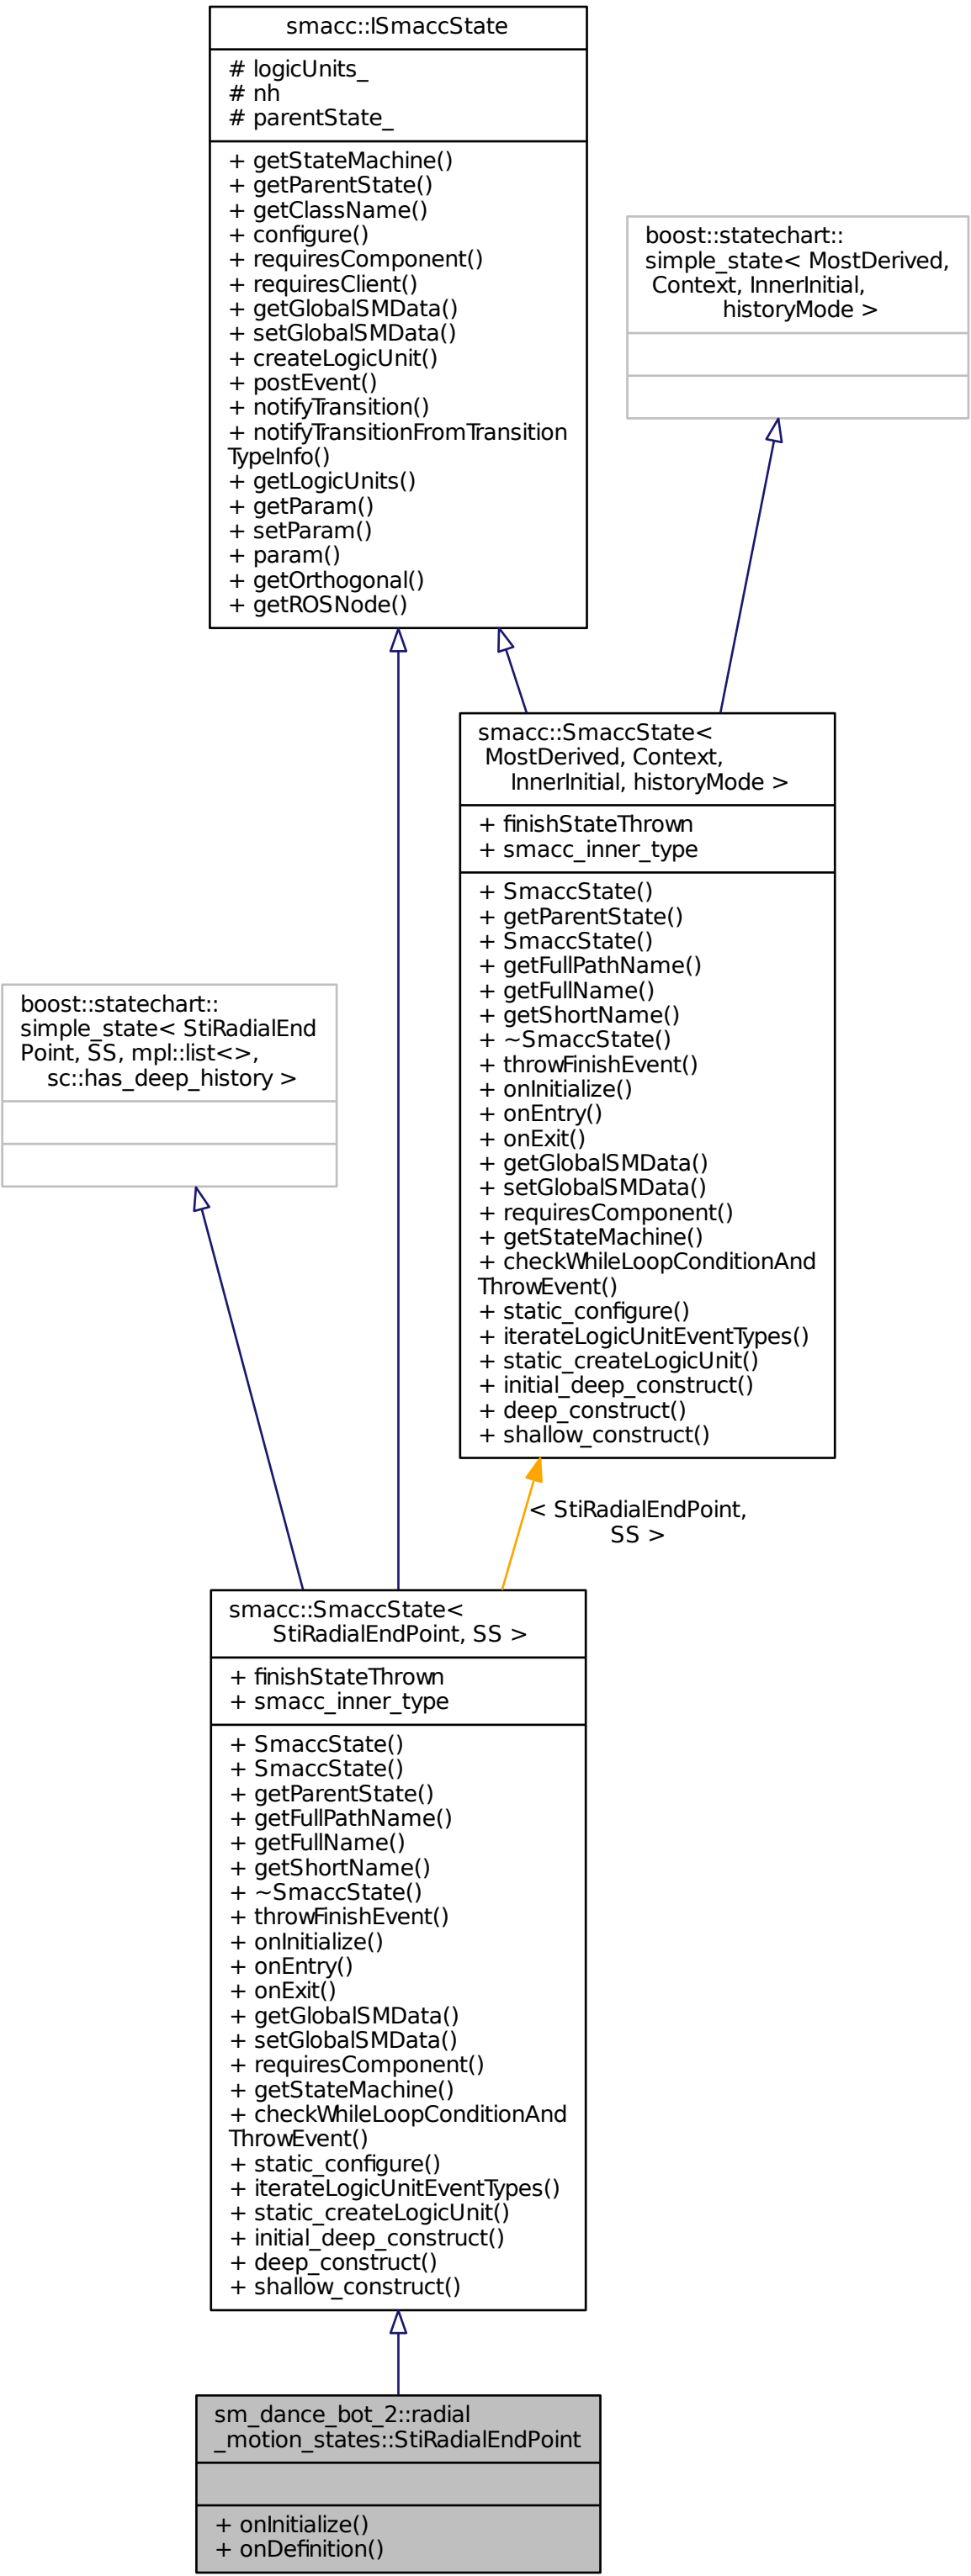 smacc::ISmaccState
# logicUnits_
# nh
# parentState_
+ getStateMachine()
+ getParentState()
+ getClassName()
+ configure()
+ requiresComponent()
+ requiresClient()
+ getGlobalSMData()
+ setGlobalSMData()
+ createLogicUnit()
+ postEvent()
+ notifyTransition()
+ notifyTransitionFromTransition
TypeInfo()
+ getLogicUnits()
+ getParam()
+ setParam()
+ param()
+ getOrthogonal()
+ getROSNode()
boost::statechart::
simple_state< MostDerived,
Context, InnerInitial,
historyMode >
smacc::SmaccState<
MostDerived, Context,
InnerInitial, historyMode >
+ finishStateThrown
+ smacc_inner_type
+ SmaccState()
+ getParentState()
+ SmaccState()
+ getFullPathName()
+ getFullName()
+ getShortName()
+ ~SmaccState()
+ throwFinishEvent()
+ onInitialize()
+ onEntry()
+ onExit()
+ getGlobalSMData()
+ setGlobalSMData()
+ requiresComponent()
+ getStateMachine()
+ checkWhileLoopConditionAnd
ThrowEvent()
+ static_configure()
+ iterateLogicUnitEventTypes()
+ static_createLogicUnit()
+ initial_deep_construct()
+ deep_construct()
+ shallow_construct()
boost::statechart::
simple_state< StiRadialEnd
Point, SS, mpl::list<>,
sc::has_deep_history >
< StiRadialEndPoint,
SS >
smacc::SmaccState<
StiRadialEndPoint, SS >
+ finishStateThrown
+ smacc_inner_type
+ SmaccState()
+ SmaccState()
+ getParentState()
+ getFullPathName()
+ getFullName()
+ getShortName()
+ ~SmaccState()
+ throwFinishEvent()
+ onInitialize()
+ onEntry()
+ onExit()
+ getGlobalSMData()
+ setGlobalSMData()
+ requiresComponent()
+ getStateMachine()
+ checkWhileLoopConditionAnd
ThrowEvent()
+ static_configure()
+ iterateLogicUnitEventTypes()
+ static_createLogicUnit()
+ initial_deep_construct()
+ deep_construct()
+ shallow_construct()
sm_dance_bot_2::radial
_motion_states::StiRadialEndPoint
+ onInitialize()
+ onDefinition()